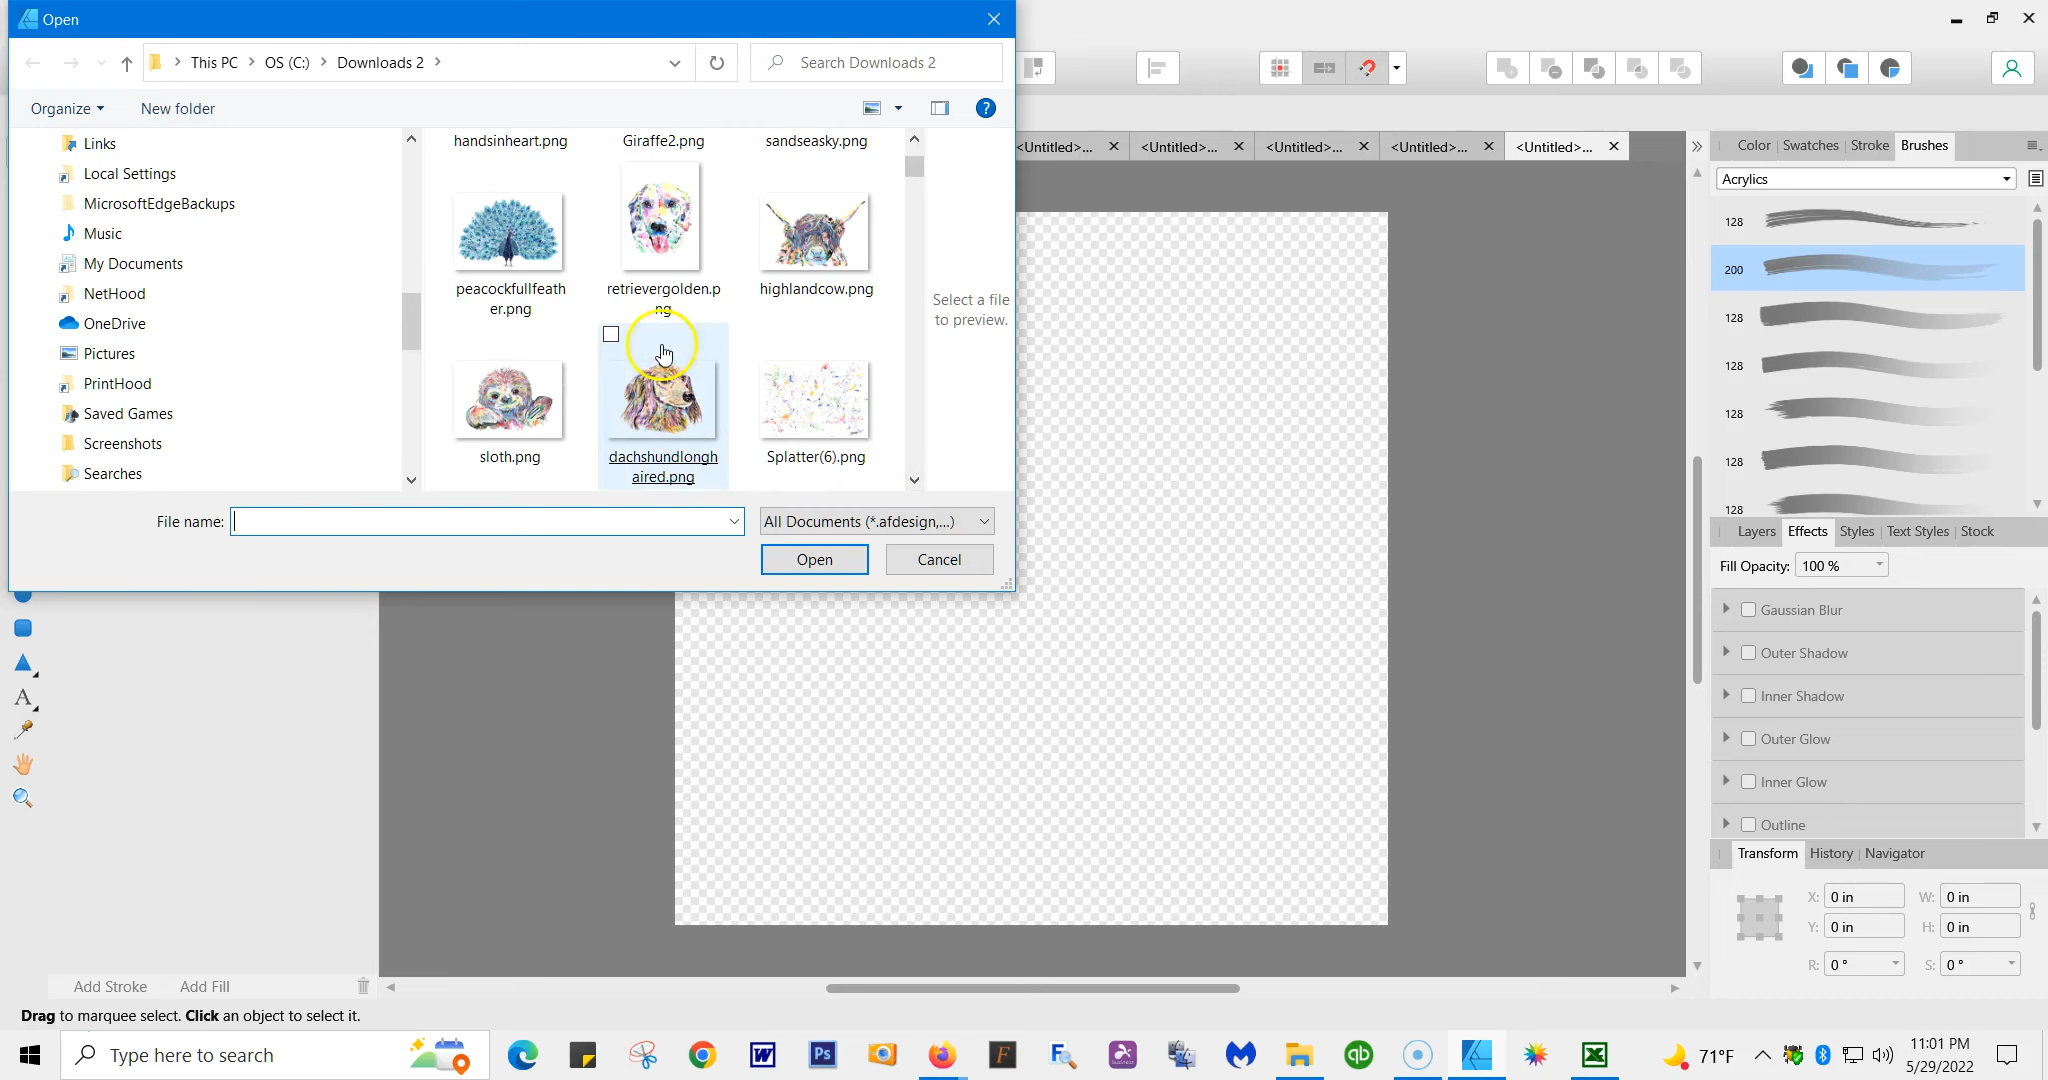 Open
This PC > OS (C:) > Downloads 2 >
Search Downloads 2
Organize
New folder
Links
Local Settings
MicrosoftEdgeBackups
Music
My Documents
NetHood
OneDrive
Pictures
PrintHood
Saved Games
Screenshots
Searches
handsinheart.png
Giraffe2.png
sandseasky.png
peacockfullfeath
er.png
retrievergolden.p
ng
highlandcow.png
sloth.png
dachshundlongh
aired.png
Splatter(6).png
Select a file
to preview.
File name:
All Documents (*.afdesign,...)
Open
Cancel
<Untitled>...
<Untitled>...
<Untitled>...
<Untitled>...
<Untitled>...
Color
Swatches
Stroke
Brushes
Acrylics
128
200
128
128
128
128
128
Layers
Effects
Styles
Text Styles
Stock
Fill Opacity: 100 %
Gaussian Blur
Outer Shadow
Inner Shadow
Outer Glow
Inner Glow
Outline
Transform
History
Navigator
X: 0 in
W: 0 in
Y: 0 in
H: 0 in
R: 0 °
S: 0 °
A
Add Stroke
Add Fill
Drag to marquee select. Click an object to select it.
Type here to search
71°F
11:01 PM
5/29/2022